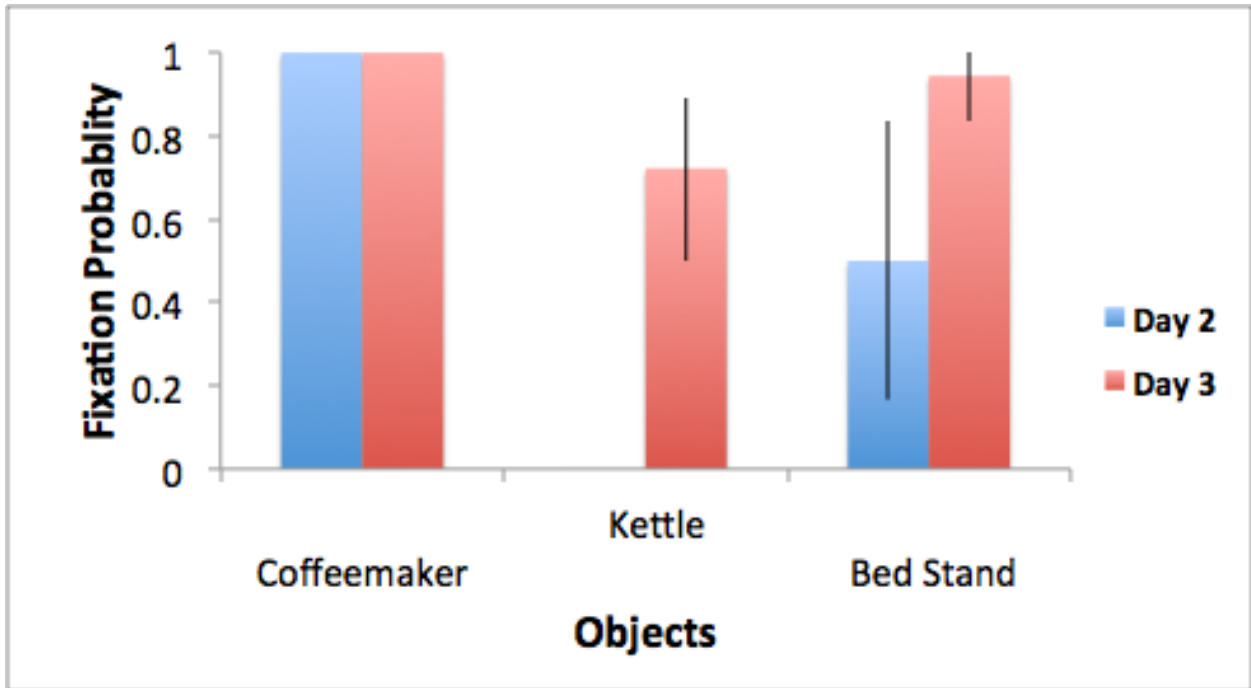 Fixation Probablity
1
0.8
0.6
0.4
0.2
0
Kettle
Coffeemaker
Bed Stand
Objects
Day 2
Day 3